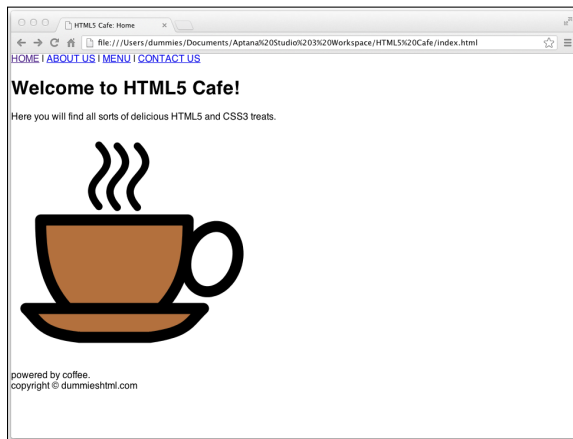 HTML5 Cafe: Home
file:///Users/dummies/Documents/Aptana%20Studio%203%20Workspace/HTML5%20Cafe/index.html
HOME | ABOUT US | MENU | CONTACT US
Welcome to HTML5 Cafe!
Here you will find all sorts of delicious HTML5 and CSS3 treats.
powered by coffee.
copyright © dummieshtml.com